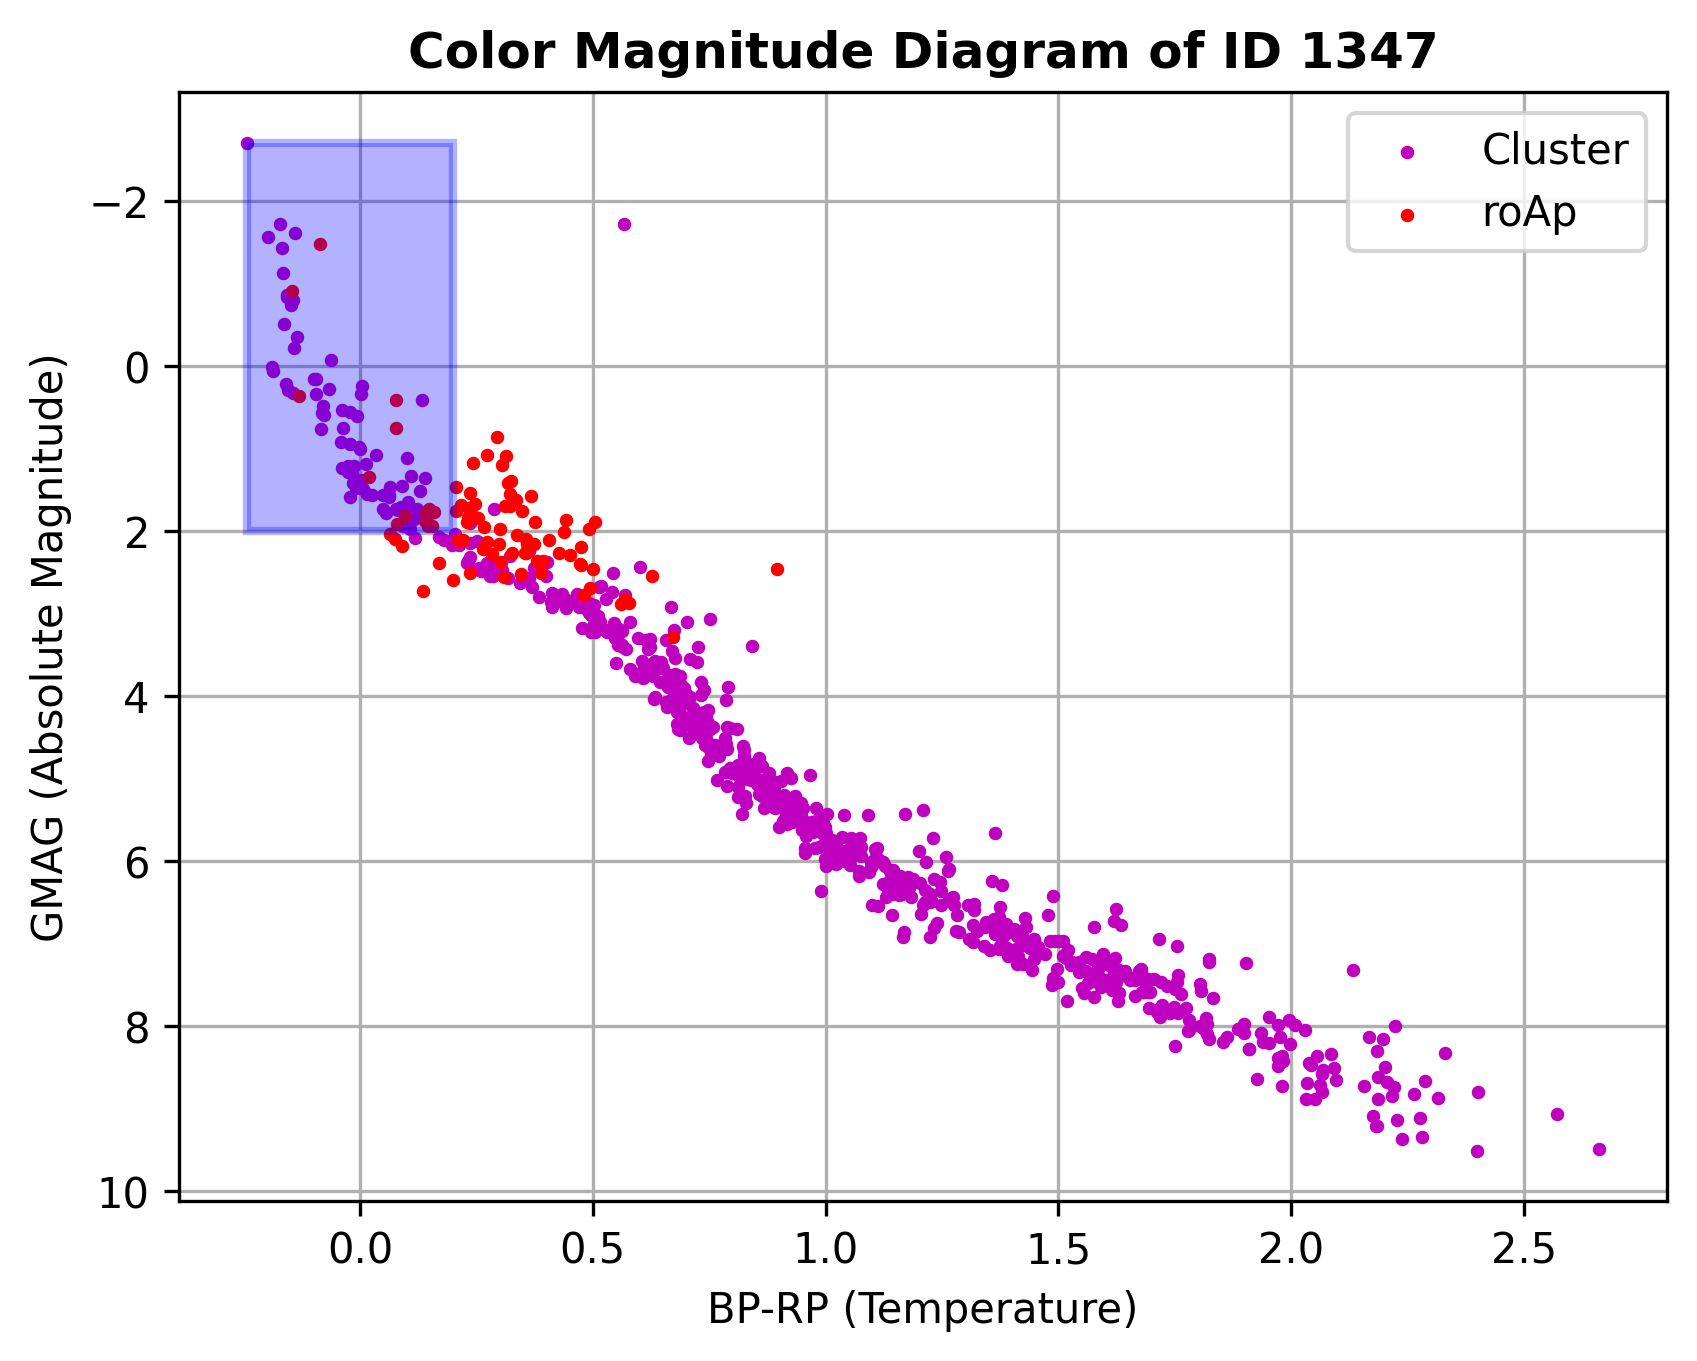 Color Magnitude Diagram of ID 1347
Cluster
roAp
−2
0
2
4
6
8
10
GMAG (Absolute Magnitude)
0.0 0.5 1.0 1.5 2.0 2.5
BP-RP (Temperature)